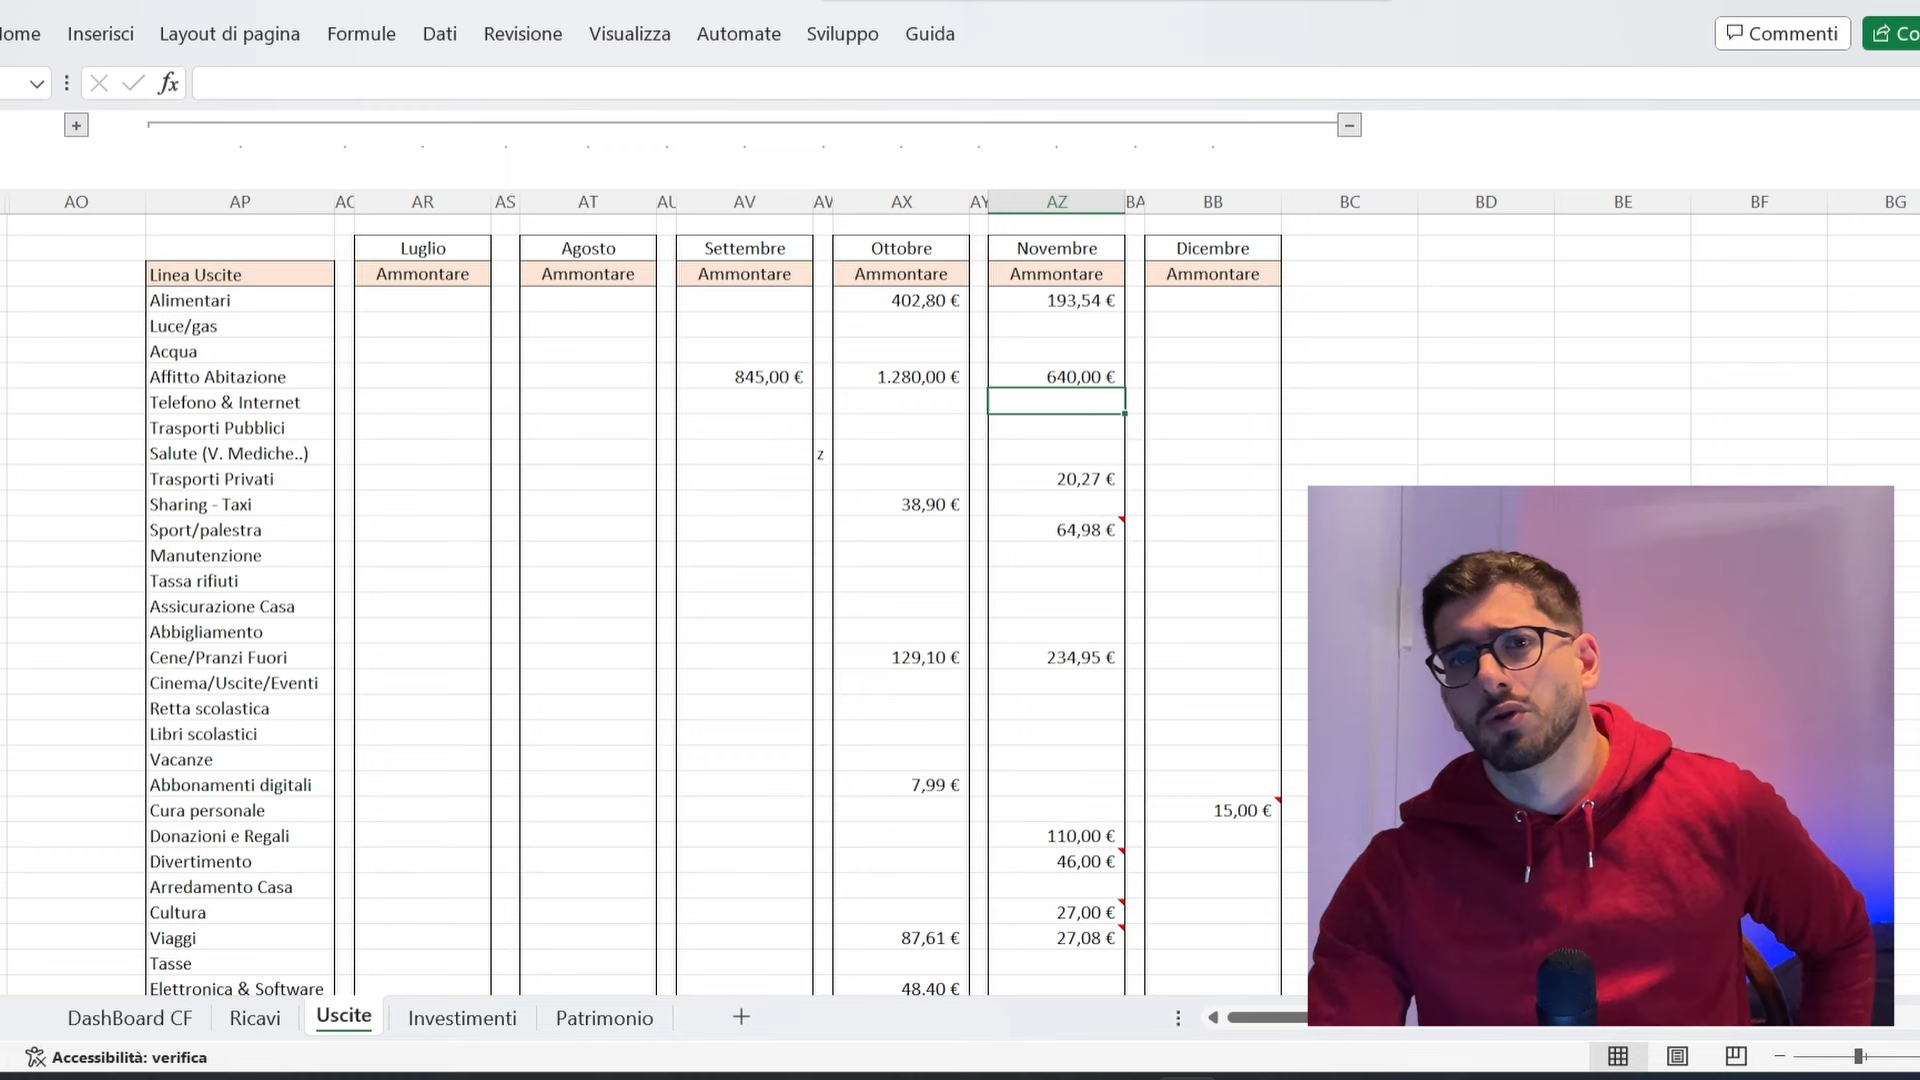 Inserisci Layout di pagina Formule Dati Revisione Visualizza Automate Sviluppo Guida Commenti
fx
AO AP AR AS AT AV AX AZ BA BB BC BD BE BF BG
Luglio Agosto Settembre Ottobre Novembre Dicembre
Linea Uscite Ammontare Ammontare Ammontare Ammontare Ammontare Ammontare
Alimentari 402,80 € 193,54 €
Luce/gas
Acqua
Affitto Abitazione 845,00 € 1.280,00 € 640,00 €
Telefono & Internet
Trasporti Pubblici
Salute (V. Mediche..) z
Trasporti Privati 20,27 €
Sharing - Taxi 38,90 €
Sport/palestra 64,98 €
Manutenzione
Tassa rifiuti
Assicurazione Casa
Abbigliamento
Cene/Pranzi Fuori 129,10 € 234,95 €
Cinema/Uscite/Eventi
Retta scolastica
Libri scolastici
Vacanze
Abbonamenti digitali 7,99 €
Cura personale 15,00 €
Donazioni e Regali 110,00 €
Divertimento 46,00 €
Arredamento Casa
Cultura 27,00 €
Viaggi 87,61 € 27,08 €
Tasse
Elettronica & Software 48,40 €
DashBoard CF Ricavi Uscite Investimenti Patrimonio
Accessibilità: verifica